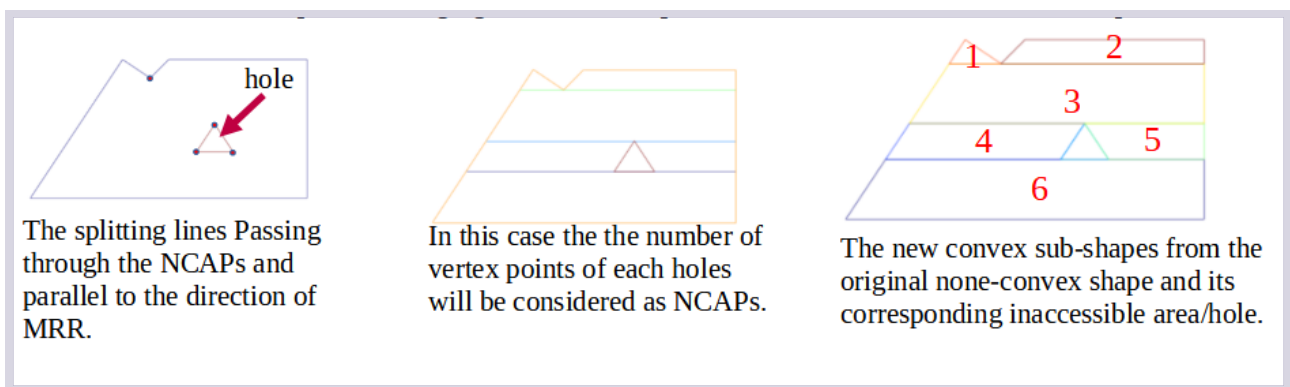 hole
The splitting lines Passing
through the NCAPs and
parallel to the direction of
MRR.
In this case the the number of
vertex points of each holes
will be considered as NCAPs.
1
2
3
4
5
6
The new convex sub-shapes from the
original none-convex shape and its
corresponding inaccessible area/hole.